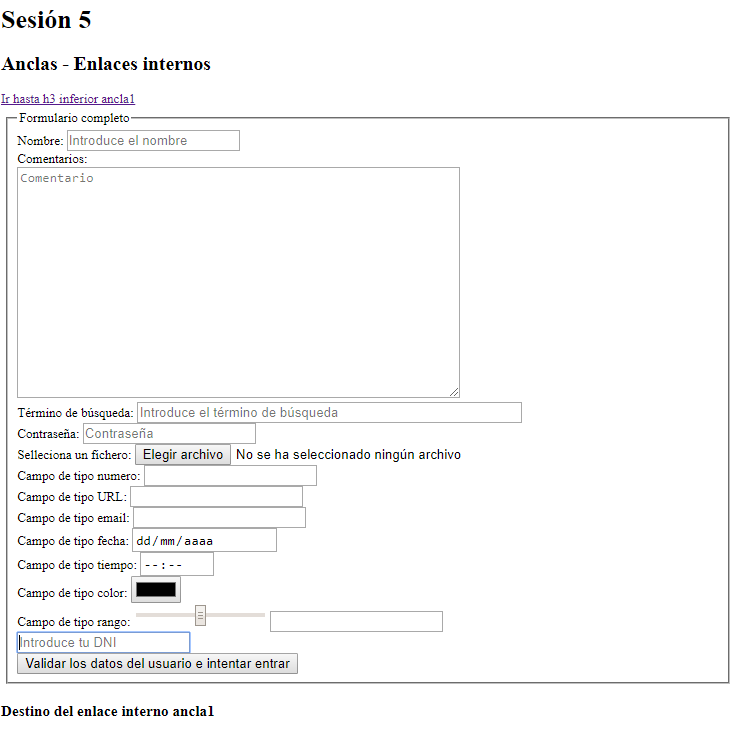 Sesión 5
Anclas - Enlaces internos
Ir hasta h3 inferior ancla1
Formulario completo
Nombre: Introduce el nombre
Comentarios:
Comentario
Término de búsqueda: Introduce el término de búsqueda
Contraseña: Contraseña
Selleciona un fichero: Elegir archivo No se ha seleccionado ningún archivo
Campo de tipo numero:
Campo de tipo URL:
Campo de tipo email:
Campo de tipo fecha: dd/mm/aaaa
Campo de tipo tiempo: --:--
Campo de tipo color:
Campo de tipo rango:
Introduce tu DNI
Validar los datos del usuario e intentar entrar
Destino del enlace interno ancla1